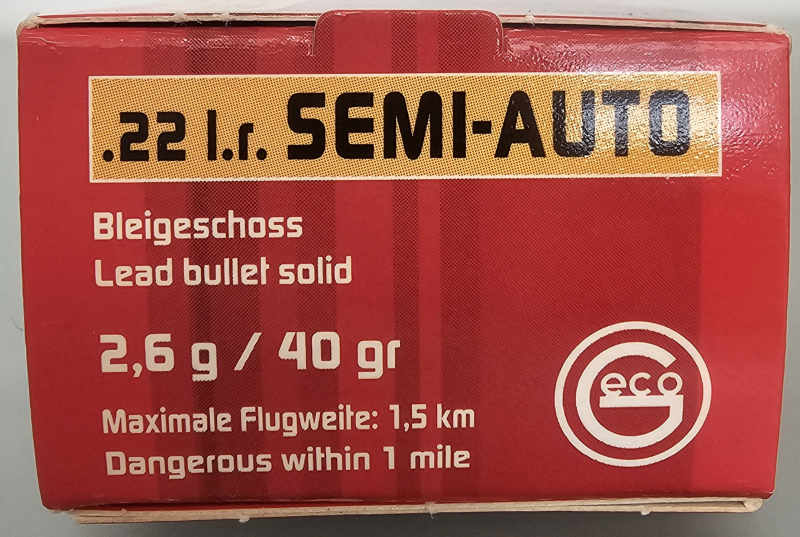 .22 l.r. SEMI-AUTO
Bleigeschoss
Lead bullet solid
2,6 g / 40 gr
Maximale Flugweite: 1,5 km
Dangerous within 1 mile
Geco